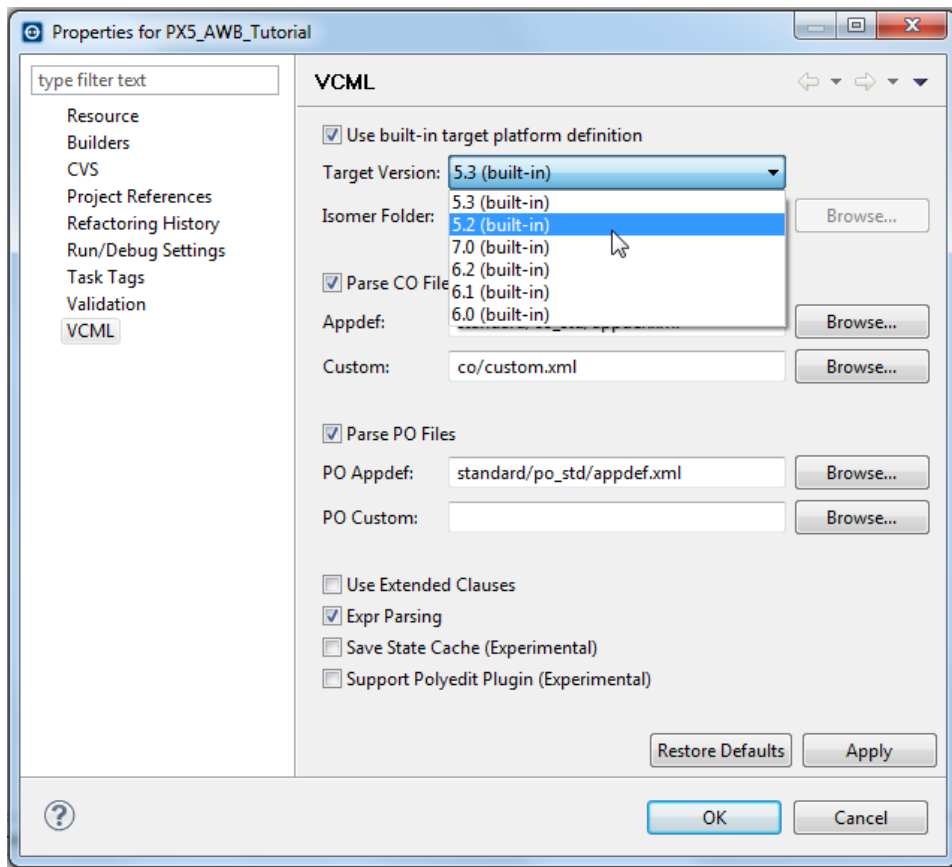 Properties for PX5_AWB_Tutorial
type filter text
Resource
Builders
CVS
Project References
Refactoring History
Run/Debug Settings
Task Tags
Validation
VCML
VCML
Use built-in target platform definition
Target Version: 5.3 (built-in)
5.3 (built-in)
Isomer Folder: Browse...
5.2 (built-in)
7.0 (built-in)
6.2 (built-in)
Parse CO File
6.1 (built-in)
6.0 (built-in)
Appdef: Browse...
Custom: co/custom.xml Browse...
Parse PO Files
PO Appdef: standard/po_std/appdef.xml Browse...
PO Custom: Browse...
Use Extended Clauses
Expr Parsing
Save State Cache (Experimental)
Support Polyedit Plugin (Experimental)
Restore Defaults Apply
? OK Cancel